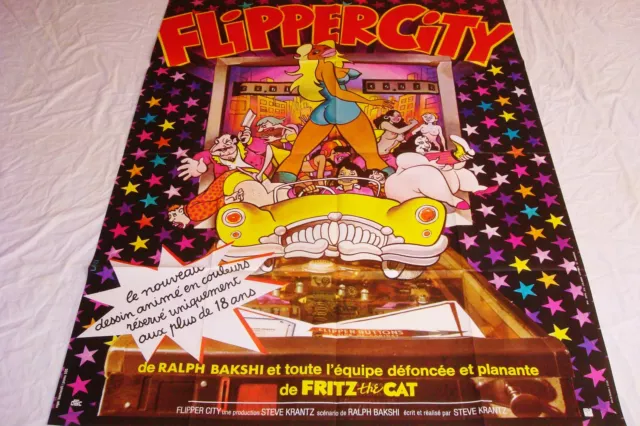 FLiPPERCiTY
le nouveau
dessin animé en couleurs
réservé uniquement
aux plus de 18 ans
FLIPPER BUTTONS
de RALPH BAKSHI et toute l'équipe défoncée et planante
de FRITZ the CAT
FLIPPER CITY une production STEVE KRANTZ scénario de RALPH BAKSHI écrit et réalisé par STEVE KRANTZ